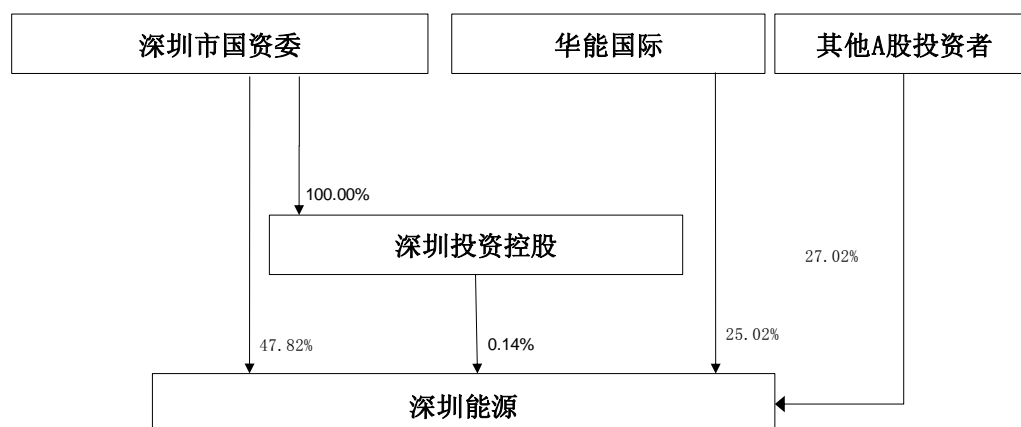 深圳市国资委
华能国际
其他A股投资者
100.00%
深圳投资控股
27.02%
47.82%
0.14%
25.02%
深圳能源